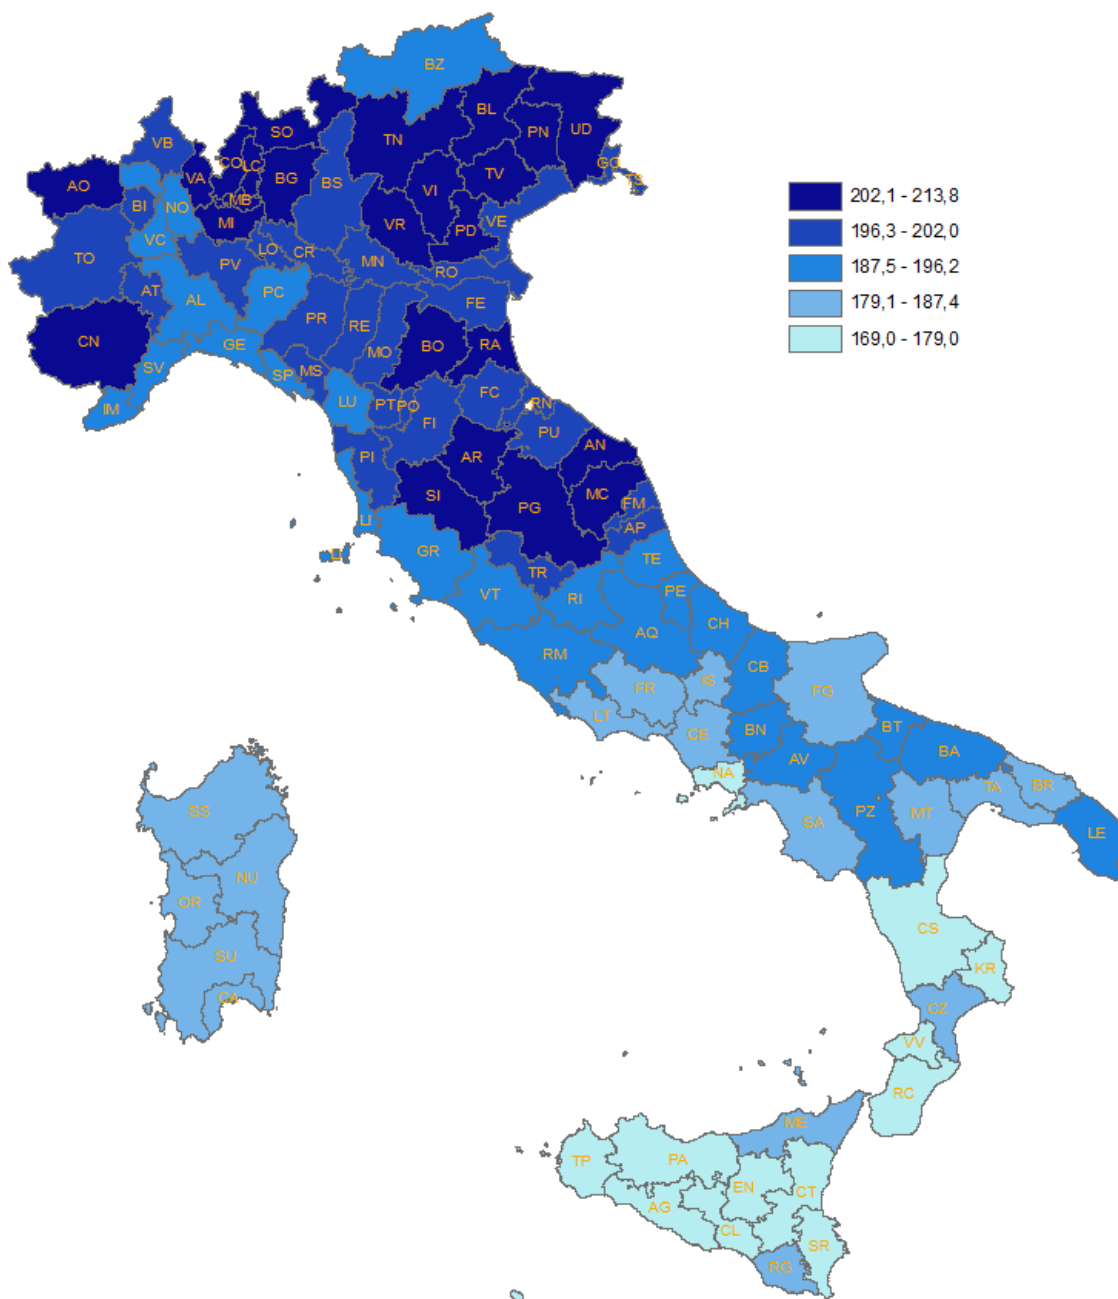 BZ
BL
SO
TN
PN
UD
VB
CO
LC
GO
AO
VA
BG
BS
VI
TV
TS
202,1 - 213,8
BI
NO
MB
MI
VR
PD
VE
196,3 - 202,0
TO
VC
PV
LO
CR
MN
RO
187,5 - 196,2
AT
AL
PC
FE
179,1 - 187,4
CN
GE
PR
RE
MO
BO
RA
169,0 - 179,0
SV
SP
MS
IM
LU
PT
PO
FC
RN
FI
PU
PI
AR
AN
SI
PG
MC
FM
LI
AP
LI
GR
TR
TE
VT
RI
PE
AQ
CH
RM
CB
FR
IS
FG
LT
CE
BN
BT
AV
BA
NA
TA
BR
SS
SA
PZ
MT
LE
NU
OR
CS
SU
KR
CA
CZ
VV
RC
ME
TP
PA
EN
CT
AG
CL
SR
RG